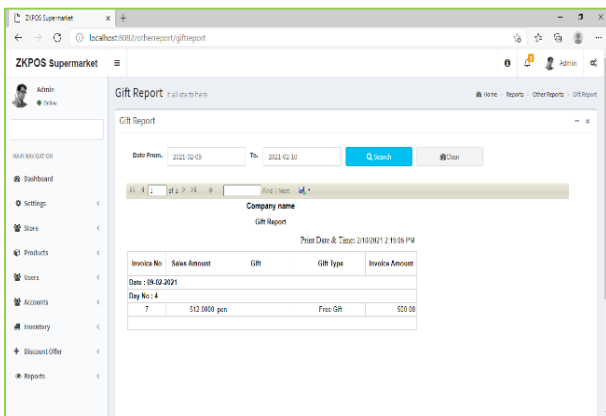 ZKPOS Supermarket
localhost:8082/otherreport/giftreport
ZKPOS Supermarket
Admin
Admin
Online
Gift Report It all starts here
Home > Reports > Other Reports > Gift Report
Gift Report
Date From. 2021-02-09 To. 2021-02-10 Search Clear
MAIN NAVIGATION
Dashboard
Settings
Store
Products
Users
Accounts
Inventory
Discount Offer
Reports
1 of 1 Find | Next
Company name
Gift Report
Print Date & Time: 2/10/2021 2:19:06 PM
Invoice No Sales Amount Gift Gift Type Invoice Amount
Date : 09-02-2021
Day No : 4
7 512.0000 pen Free Gift 500.00